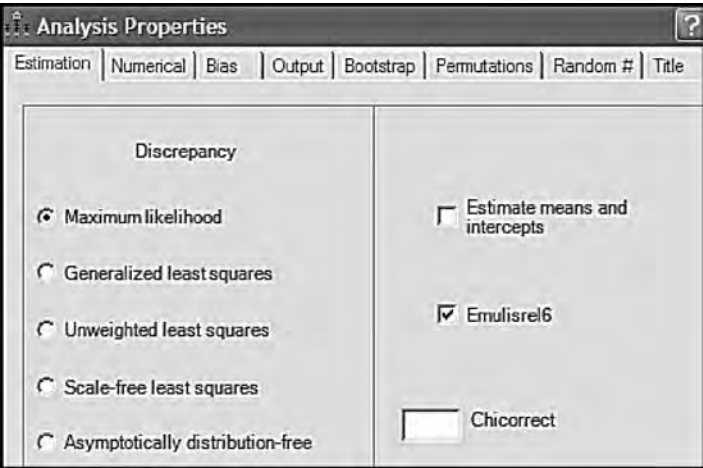 Analysis Properties
?
Estimation Numerical Bias Output Bootstrap Permutations Random # Title
Discrepancy
Maximum likelihood
Generalized least squares
Unweighted least squares
Scale-free least squares
Asymptotically distribution-free
Estimate means and
intercepts
Emulisrel6
Chicorrect